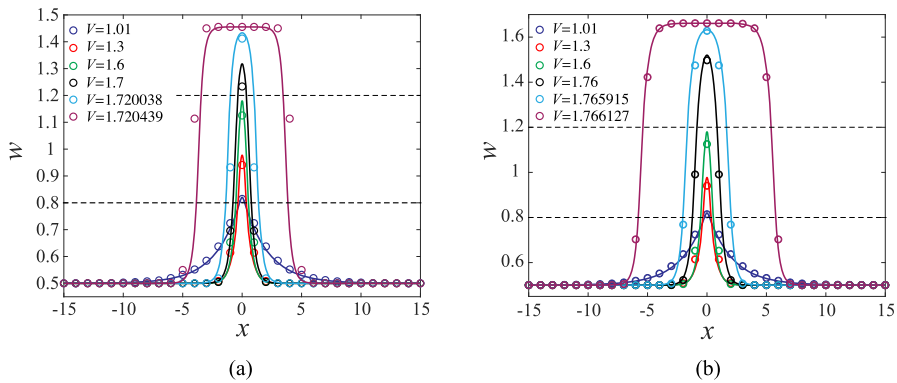 1.5
1.4
1.3
1.2
1.1
1
0.9
0.8
0.7
0.6
0.5
w
V=1.01
V=1.3
V=1.6
V=1.7
V=1.720038
V=1.720439
-15 -10 -5 0 5 10 15
x
(a)
1.6
1.4
1.2
1
0.8
0.6
w
V=1.01
V=1.3
V=1.6
V=1.76
V=1.765915
V=1.766127
-15 -10 -5 0 5 10 15
x
(b)